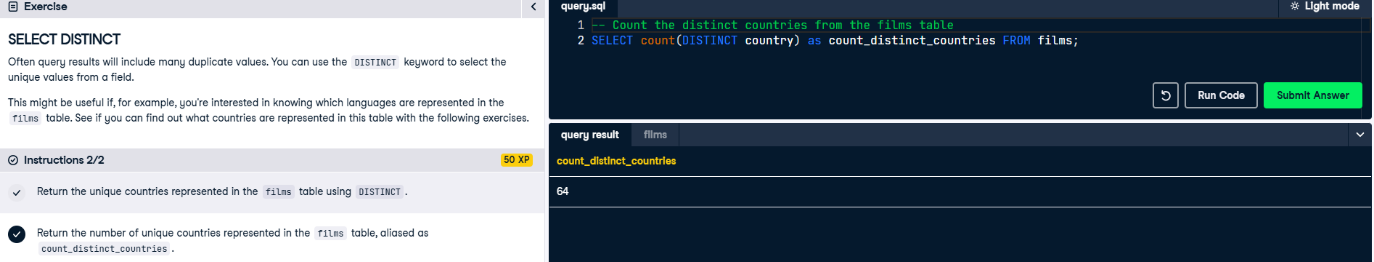 Exercise
SELECT DISTINCT
Often query results will include many duplicate values. You can use the DISTINCT keyword to select the
unique values from a field.
This might be useful if, for example, you're interested in knowing which languages are represented in the
films table. See if you can find out what countries are represented in this table with the following exercises.
Instructions 2/2
50 XP
Return the unique countries represented in the films table using DISTINCT.
Return the number of unique countries represented in the films table, aliased as
count_distinct_countries.
query.sql
Light mode
1 -- Count the distinct countries from the films table
2 SELECT count(DISTINCT country) as count_distinct_countries FROM films;
Run Code
Submit Answer
query result
films
count_distinct_countries
64